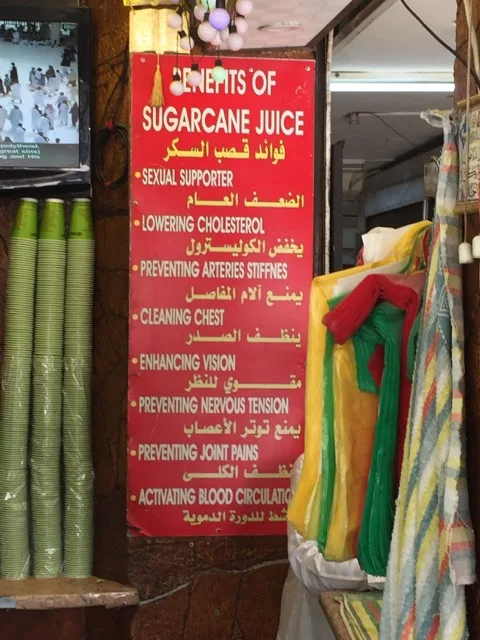 BENEFITS OF
SUGARCANE JUICE
فوائد قصب السكر
• SEXUAL SUPPORTER
الضعف العام
• LOWERING CHOLESTEROL
يخفض الكوليسترول
• PREVENTING ARTERIES STIFFNES
يمنع آلام المفاصل
• CLEANING CHEST
ينظف الصدر
• ENHANCING VISION
مقوي للنظر
• PREVENTING NERVOUS TENSION
يمنع توتر الأعصاب
• PREVENTING JOINT PAINS
ينظف الكلى
• ACTIVATING BLOOD CIRCULATION
منشط للدورة الدموية